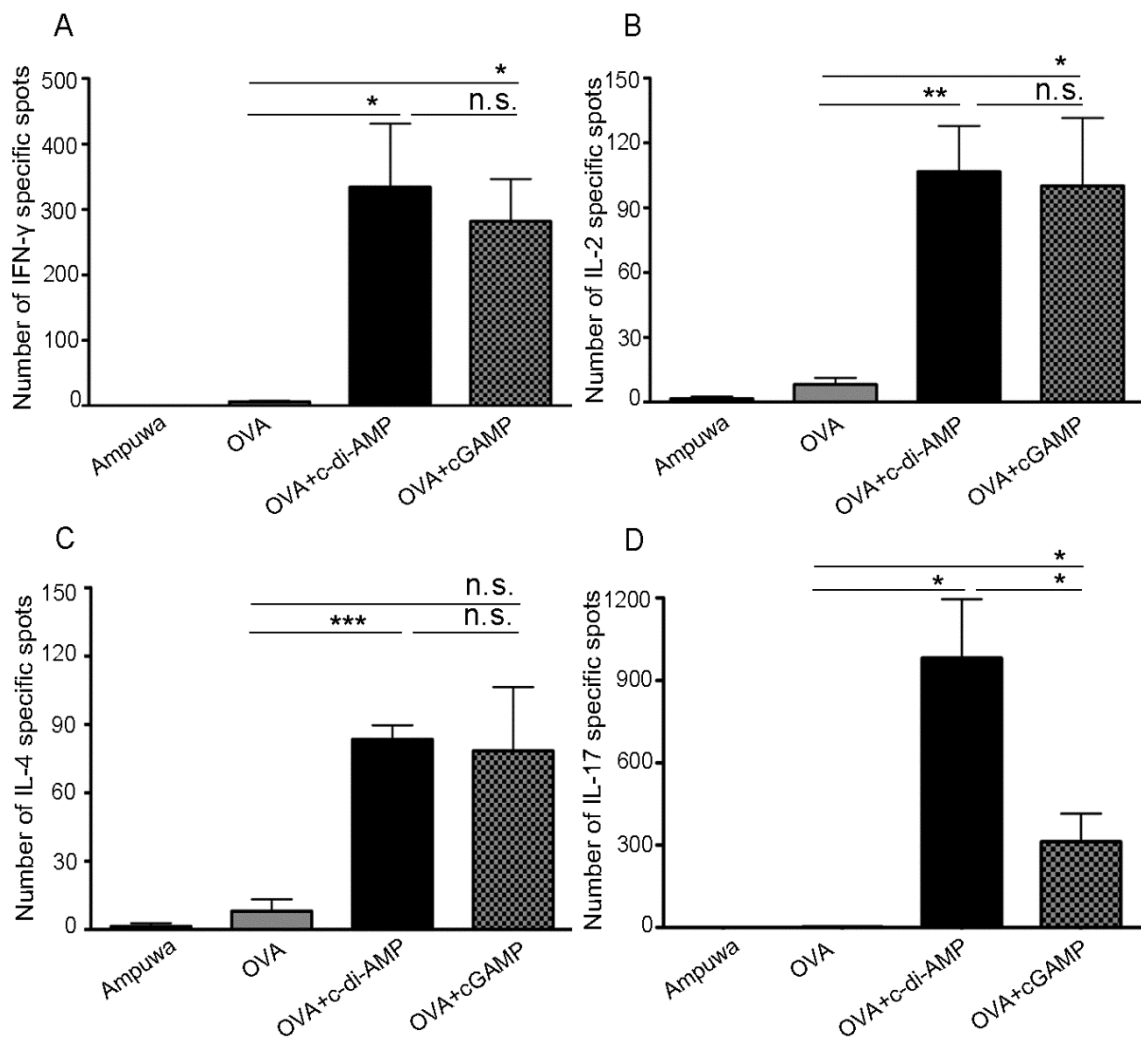 A
Number of IFN-γ specific spots
500
400
300
200
100
0
*
*
n.s.
Ampuwa
OVA
OVA+c-di-AMP
OVA+cGAMP
B
Number of IL-2 specific spots
150
120
90
60
30
0
*
**
n.s.
Ampuwa
OVA
OVA+c-di-AMP
OVA+cGAMP
C
Number of IL-4 specific spots
150
120
90
60
30
0
n.s.
***
n.s.
Ampuwa
OVA
OVA+c-di-AMP
OVA+cGAMP
D
Number of IL-17 specific spots
1200
900
600
300
0
*
*
*
Ampuwa
OVA
OVA+c-di-AMP
OVA+cGAMP